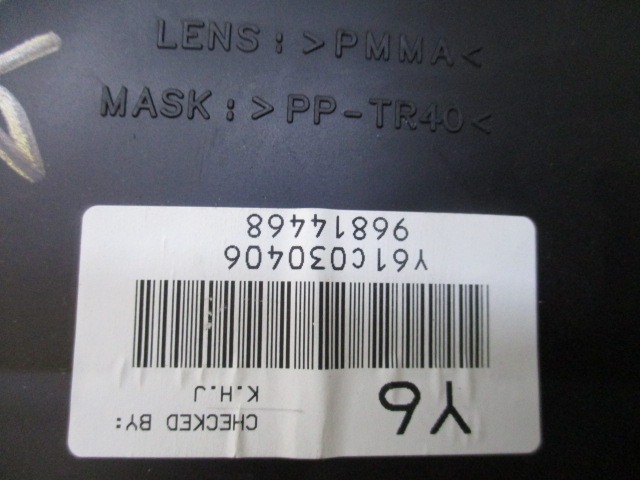 LENS : >PMMA<
MASK : >PP-TR40<
CHECKED BY:
K.H.J
Y6
Y61C030406
96814468